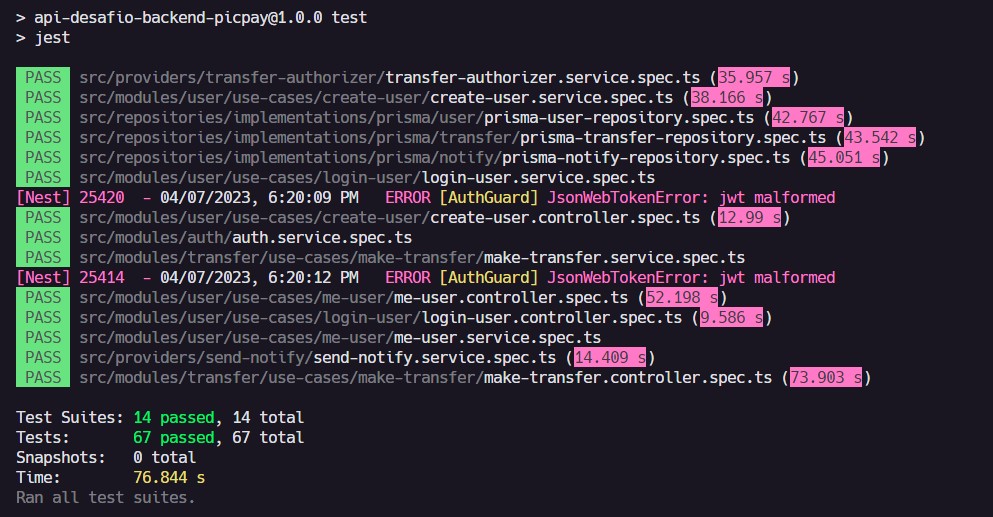 > api-desafio-backend-picpay@1.0.0 test
> jest
PASS src/providers/transfer-authorizer/transfer-authorizer.service.spec.ts (35.957 s)
PASS src/modules/user/use-cases/create-user/create-user.service.spec.ts (38.166 s)
PASS src/repositories/implementations/prisma/user/prisma-user-repository.spec.ts (42.767 s)
PASS src/repositories/implementations/prisma/transfer/prisma-transfer-repository.spec.ts (43.542 s)
PASS src/repositories/implementations/prisma/notify/prisma-notify-repository.spec.ts (45.051 s)
PASS src/modules/user/use-cases/login-user/login-user.service.spec.ts
[Nest] 25420  - 04/07/2023, 6:20:09 PM   ERROR [AuthGuard] JsonWebTokenError: jwt malformed
PASS src/modules/user/use-cases/create-user/create-user.controller.spec.ts (12.99 s)
PASS src/modules/auth/auth.service.spec.ts
PASS src/modules/transfer/use-cases/make-transfer/make-transfer.service.spec.ts
[Nest] 25414  - 04/07/2023, 6:20:12 PM   ERROR [AuthGuard] JsonWebTokenError: jwt malformed
PASS src/modules/user/use-cases/me-user/me-user.controller.spec.ts (52.198 s)
PASS src/modules/user/use-cases/login-user/login-user.controller.spec.ts (9.586 s)
PASS src/modules/user/use-cases/me-user/me-user.service.spec.ts
PASS src/providers/send-notify/send-notify.service.spec.ts (14.409 s)
PASS src/modules/transfer/use-cases/make-transfer/make-transfer.controller.spec.ts (73.903 s)
Test Suites: 14 passed, 14 total
Tests:       67 passed, 67 total
Snapshots:   0 total
Time:        76.844 s
Ran all test suites.